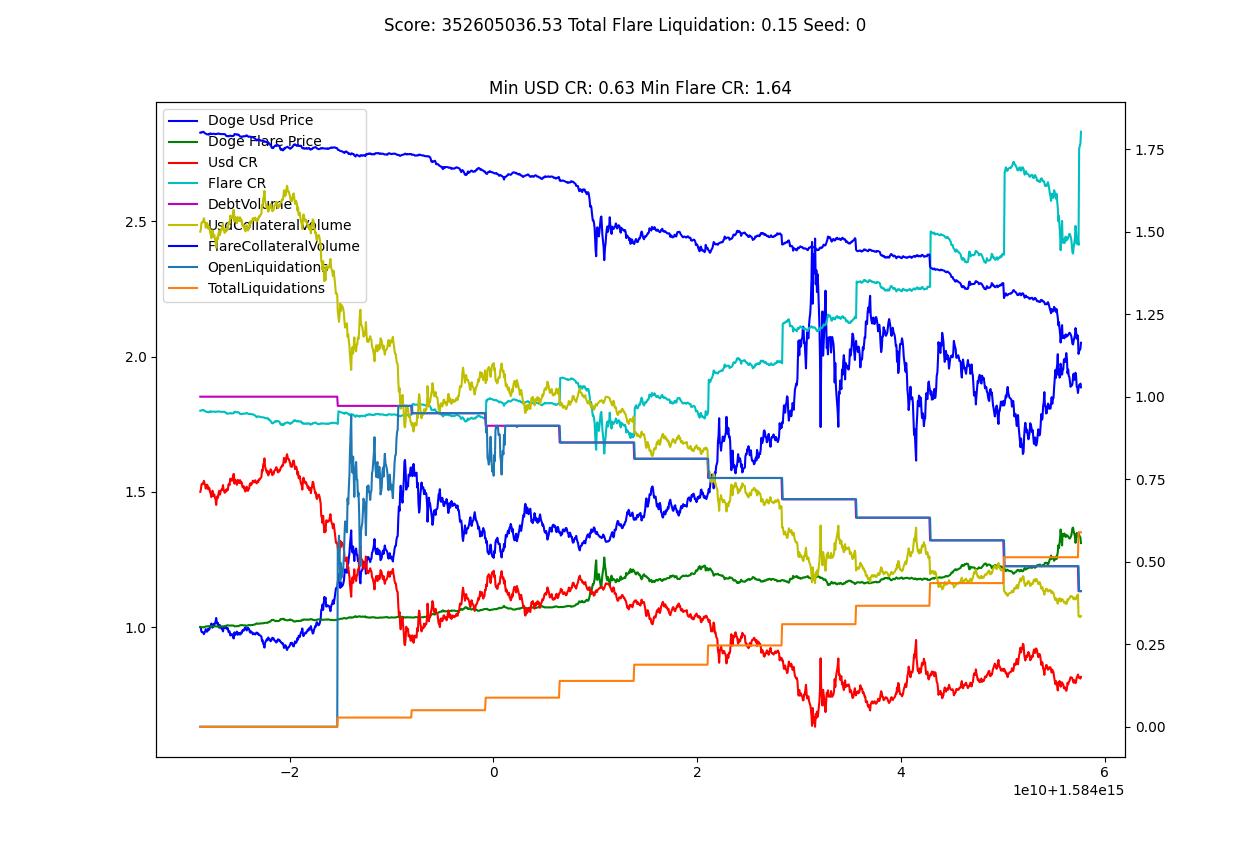 Score: 352605036.53 Total Flare Liquidation: 0.15 Seed: 0
Min USD CR: 0.63 Min Flare CR: 1.64
Doge Usd Price
Doge Flare Price
Usd CR
Flare CR
DebtVolume
UsdCollateralVolume
FlareCollateralVolume
OpenLiquidations
TotalLiquidations
2.5
2.0
1.5
1.0
1.75
1.50
1.25
1.00
0.75
0.50
0.25
0.00
−2 0 2 4 6
1e10+1.584e15